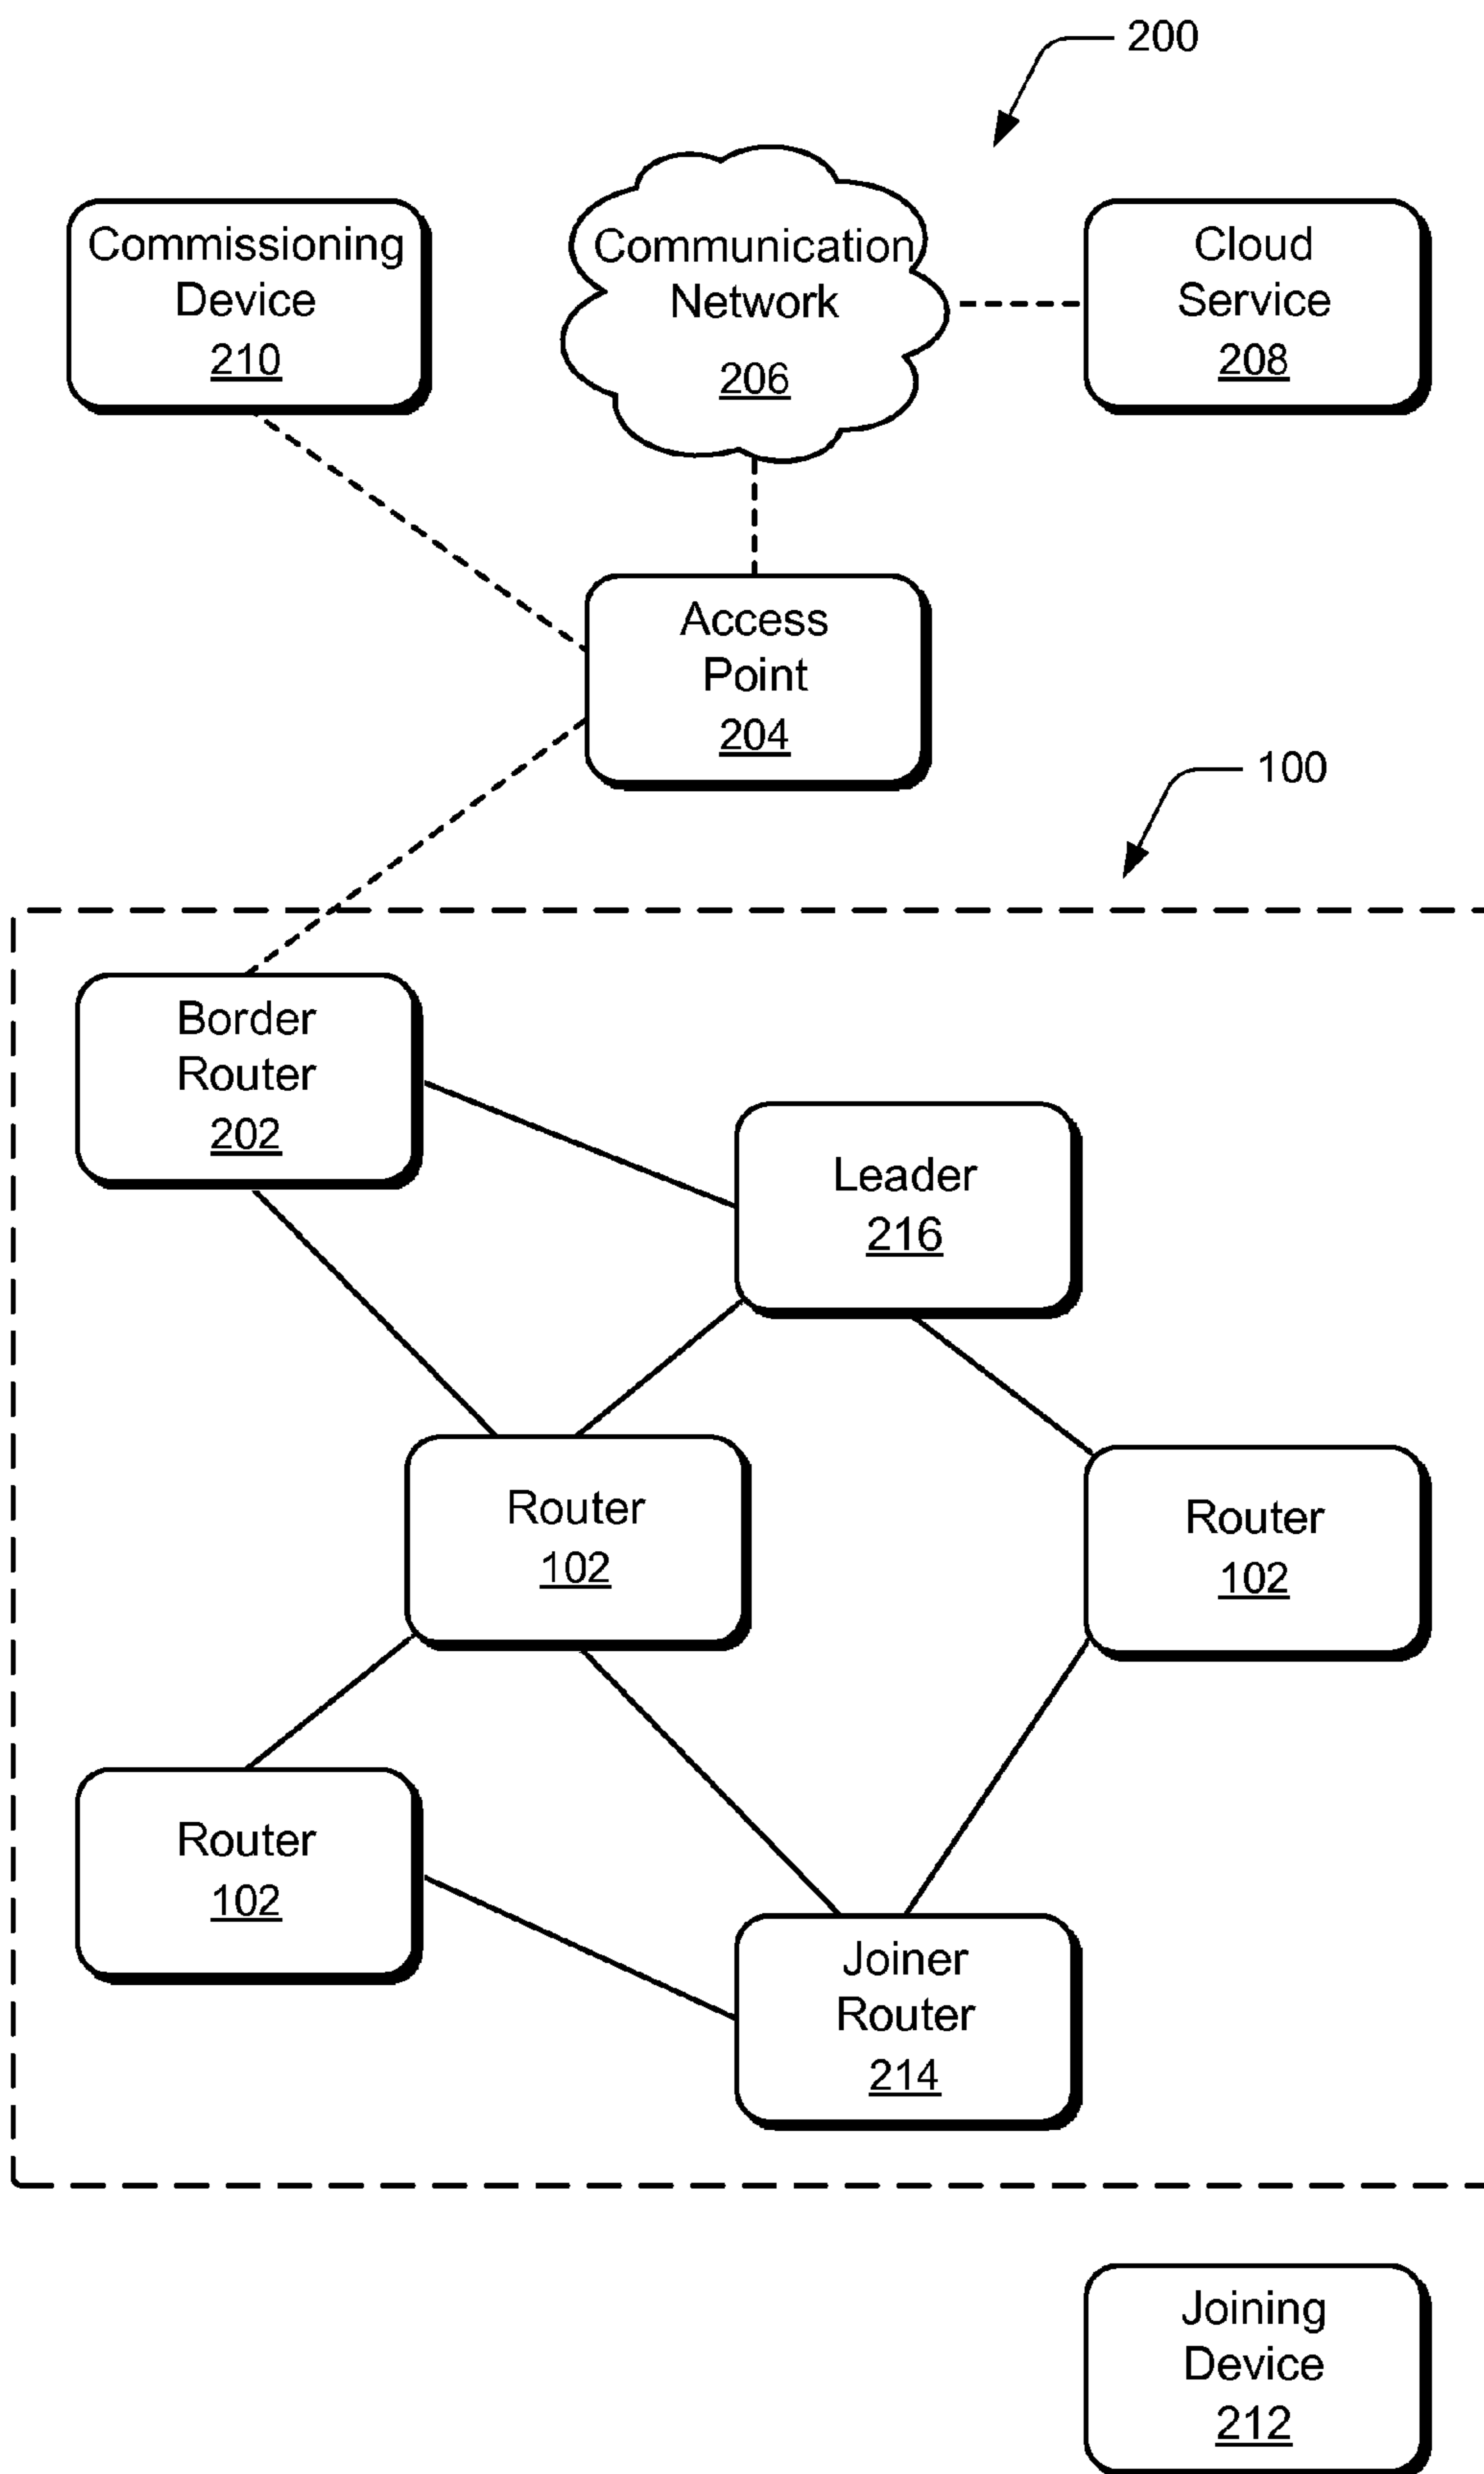 200
Commissioning
Device
210
Communication
Network
206
Cloud
Service
208
Access
Point
204
100
Border
Router
202
Leader
216
Router
102
Router
102
Router
102
Joiner
Router
214
Joining
Device
212